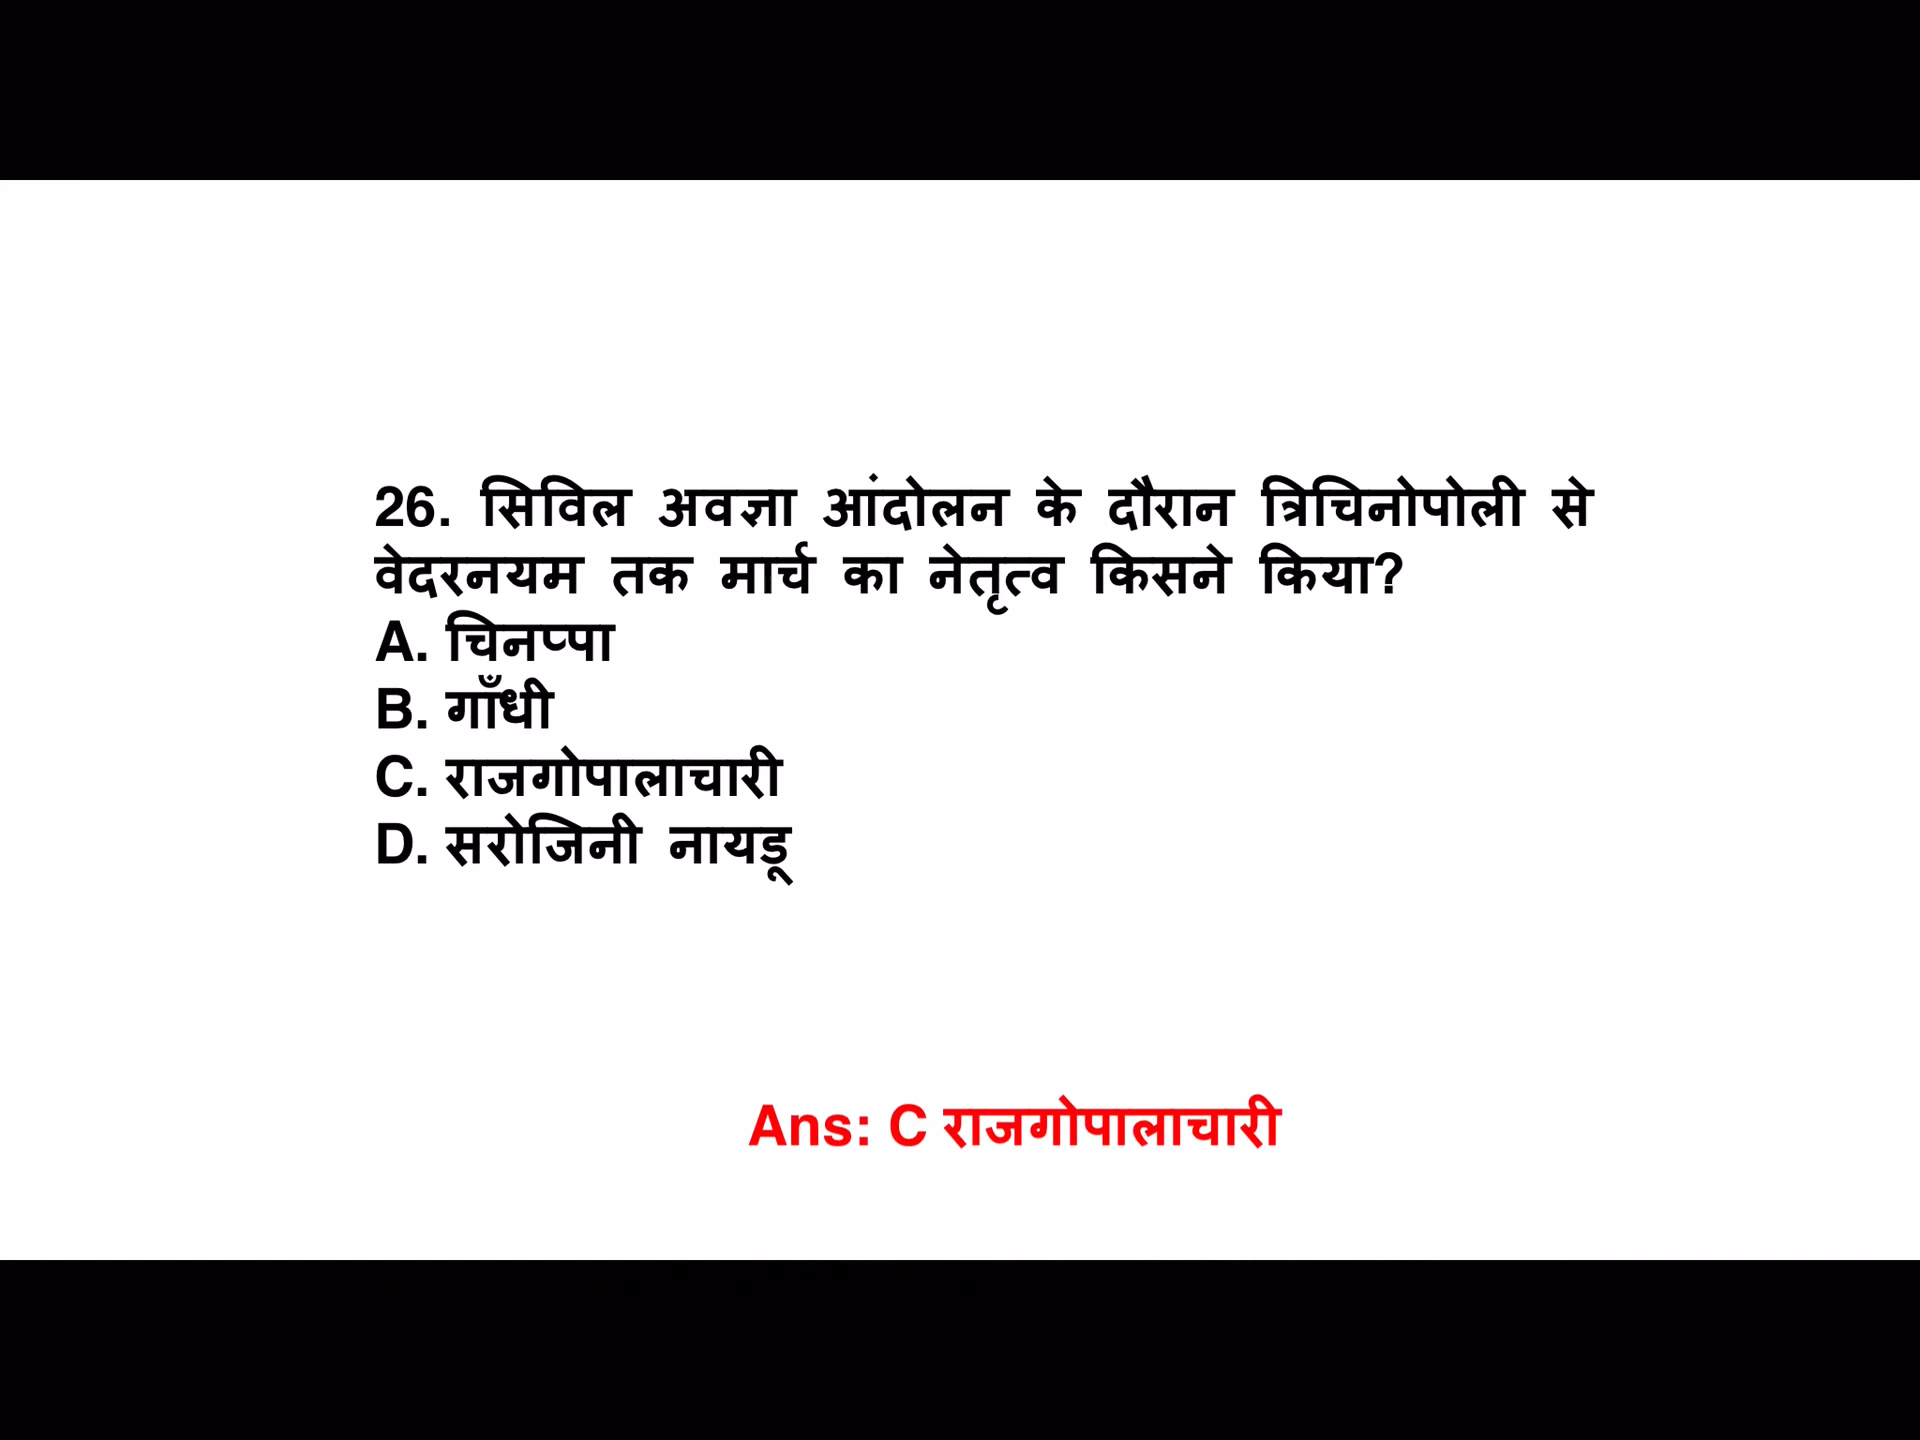 26. सिविल अवज्ञा आंदोलन के दौरान त्रिचिनोपोली से
वेदरनयम तक मार्च का नेतृत्व किसने किया?
A. चिनप्पा
B. गाँधी
C. राजगोपालाचारी
D. सरोजिनी नायडू
Ans: C राजगोपालाचारी